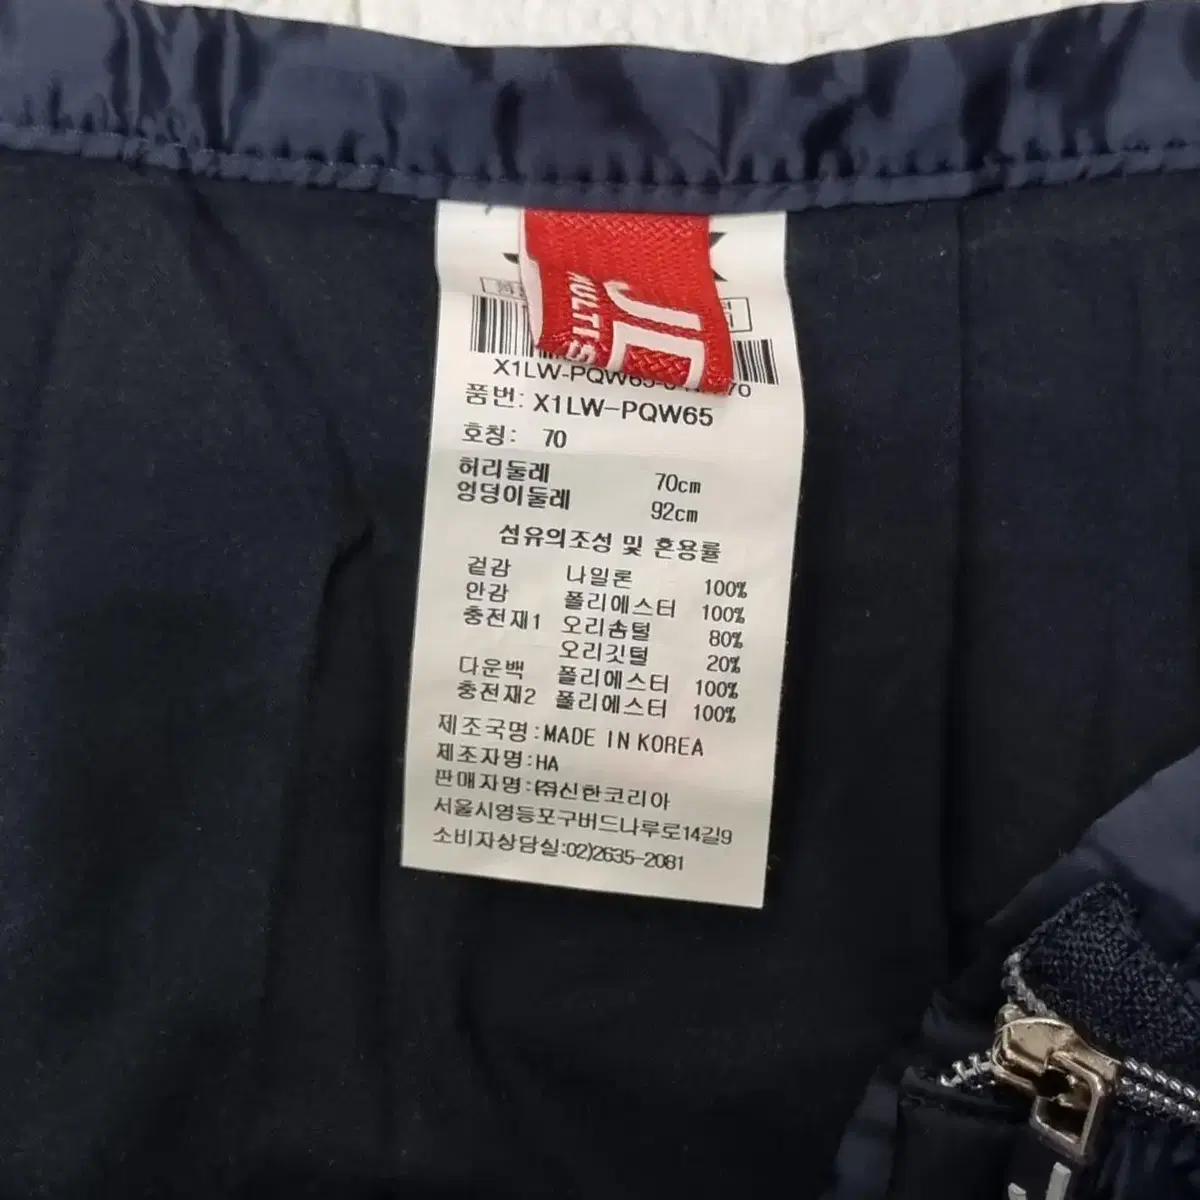 MULTI
X1LW-PQW65
품번: X1LW-PQW65
호칭: 70
허리둘레 70cm
엉덩이둘레 92cm
섬유의조성 및 혼용률
겉감 나일론 100%
안감 폴리에스터 100%
충전재1 오리솜털 80%
오리깃털 20%
다운백 폴리에스터 100%
충전재2 폴리에스터 100%
제조국명:MADE IN KOREA
제조자명:HA
판매자명:㈜신한코리아
서울시영등포구버드나루로14길9
소비자상담실:02)2635-2081